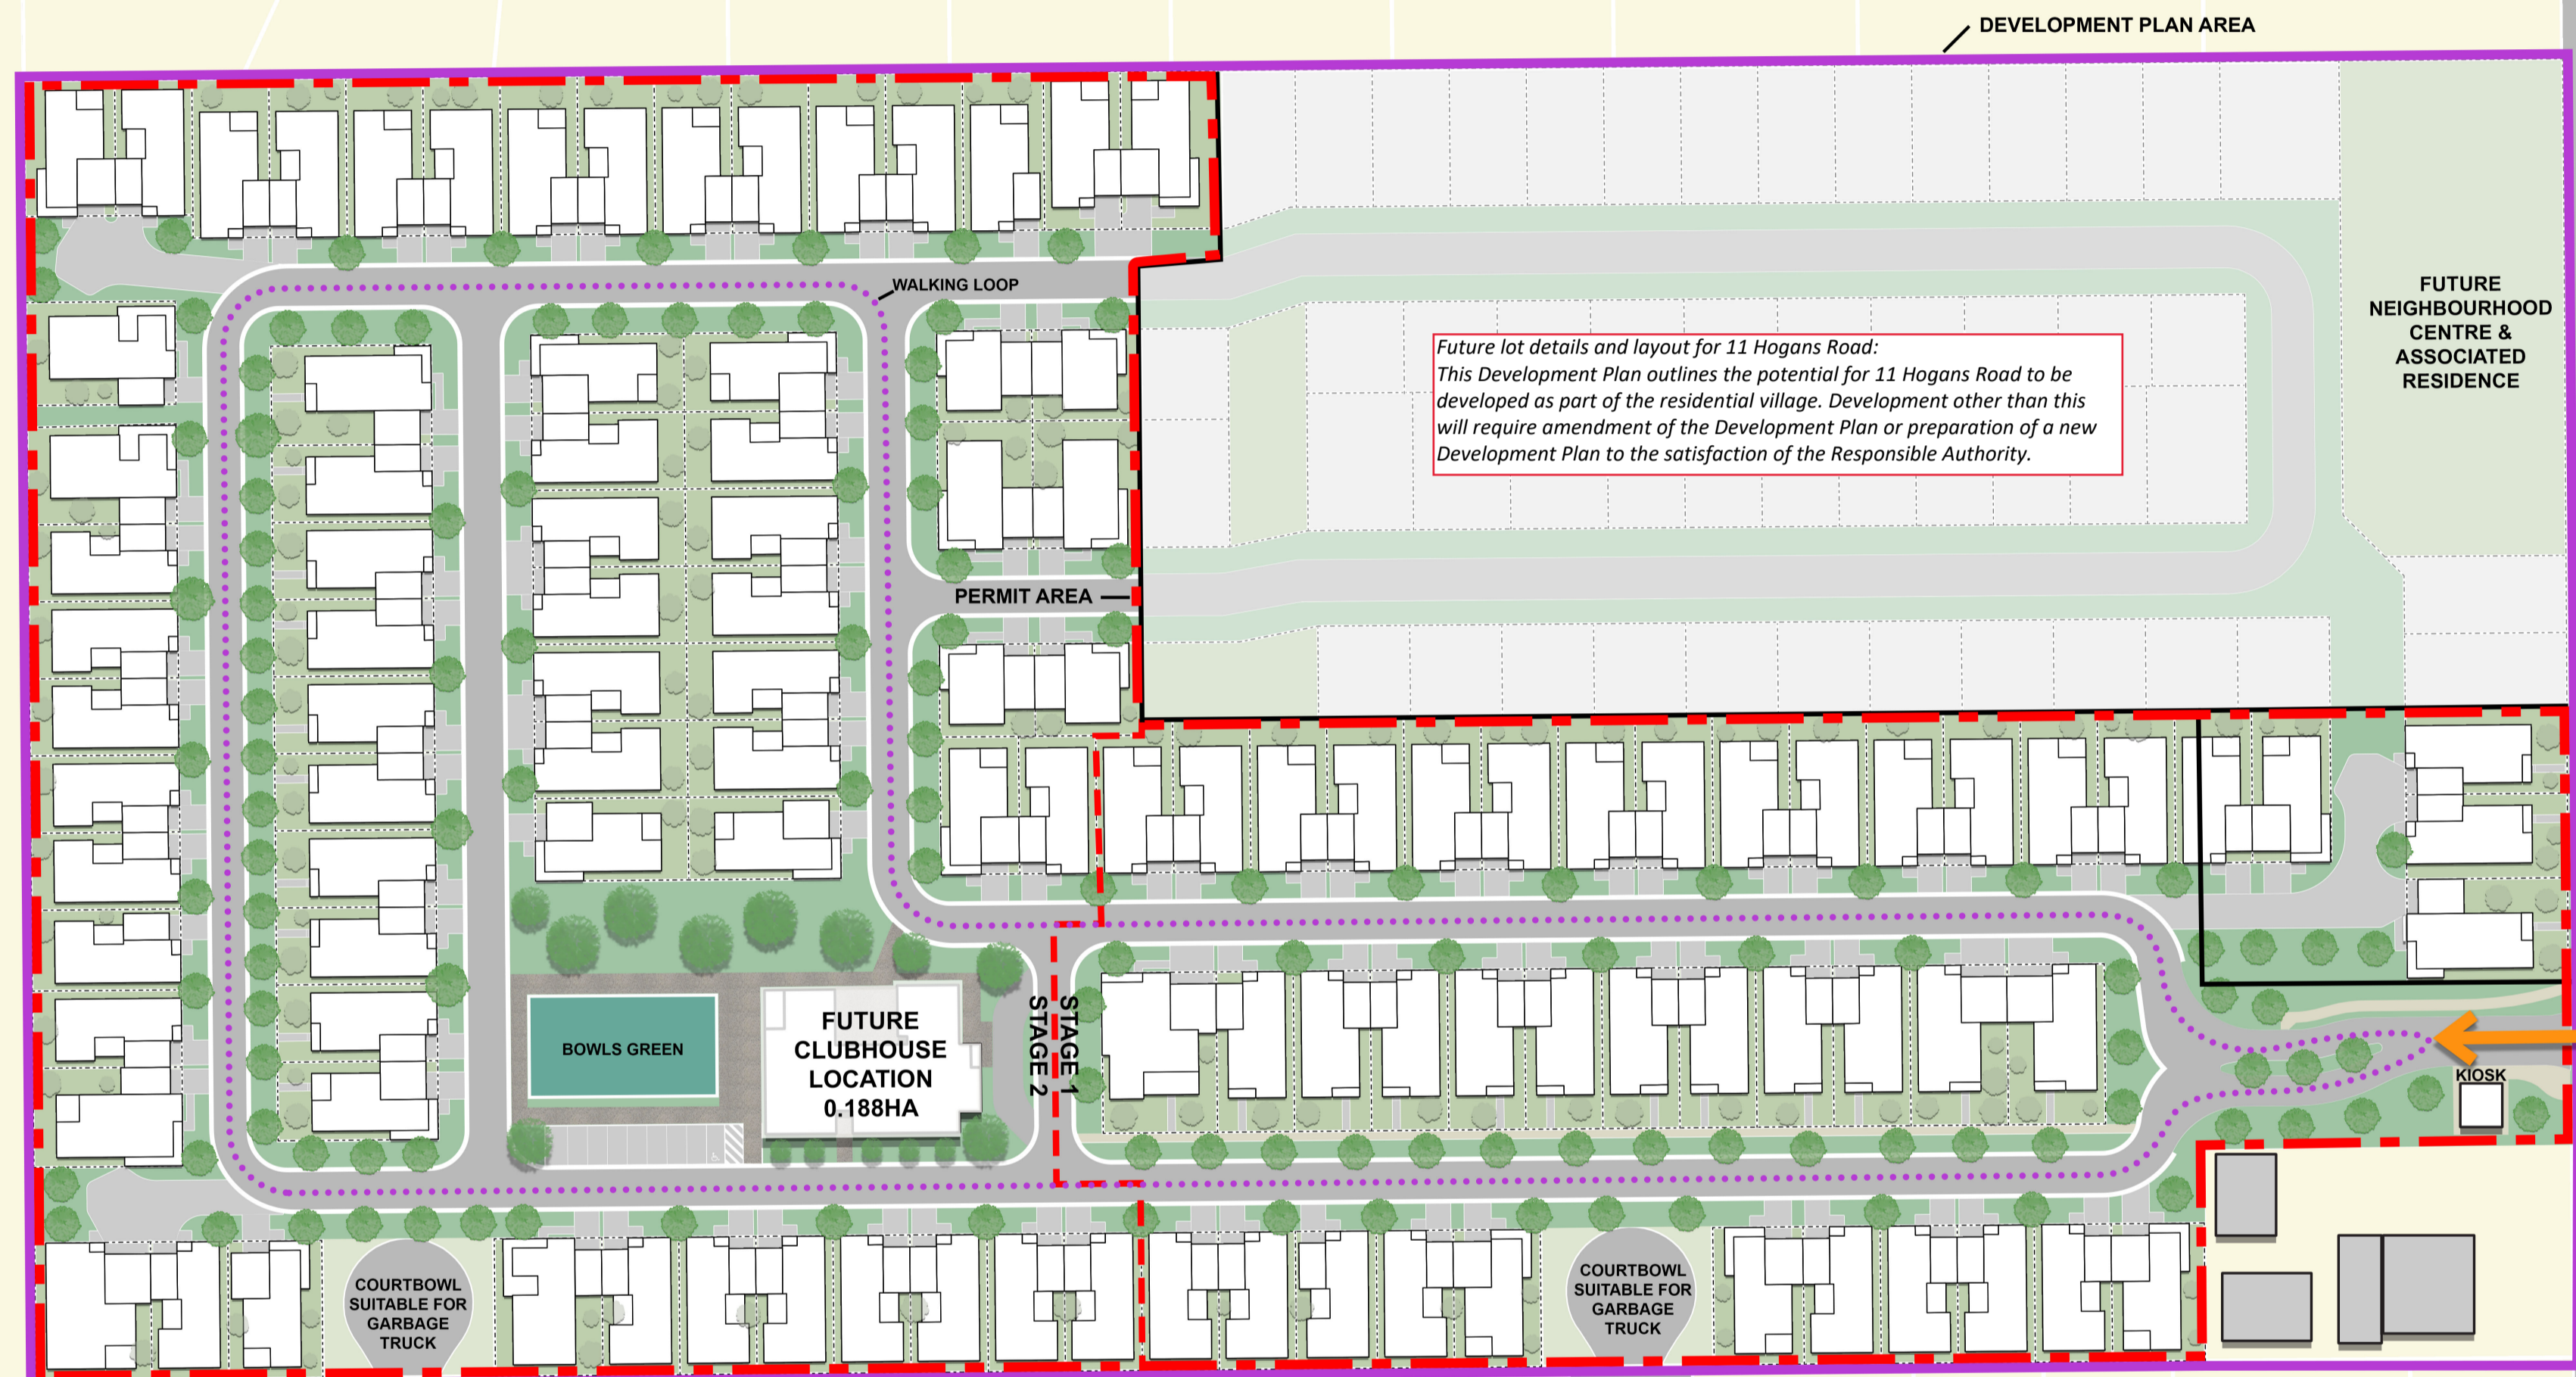 DEVELOPMENT PLAN AREA
WALKING LOOP
FUTURE
NEIGHBOURHOOD
CENTRE &
ASSOCIATED
RESIDENCE
Future lot details and layout for 11 Hogans Road:
This Development Plan outlines the potential for 11 Hogans Road to be
developed as part of the residential village. Development other than this
will require amendment of the Development Plan or preparation of a new
Development Plan to the satisfaction of the Responsible Authority.
PERMIT AREA
STAGE 1
STAGE 2
BOWLS GREEN
FUTURE
CLUBHOUSE
LOCATION
0.188HA
KIOSK
COURTBOWL
SUITABLE FOR
GARBAGE
TRUCK
COURTBOWL
SUITABLE FOR
GARBAGE
TRUCK